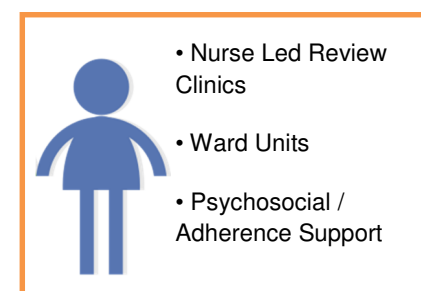 • Nurse Led Review
Clinics
• Ward Units
• Psychosocial /
Adherence Support